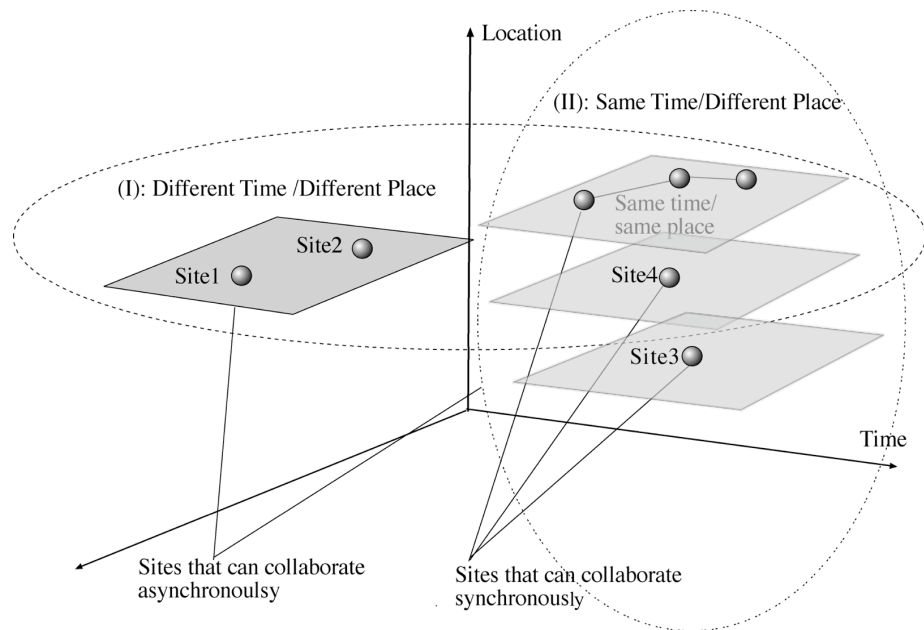 Location
(II): Same Time/Different Place
(I): Different Time /Different Place
Same time/
same place
Site2
Site1
Site4
Site3
Time
Sites that can collaborate
asynchronoulsy
Sites that can collaborate
synchronously